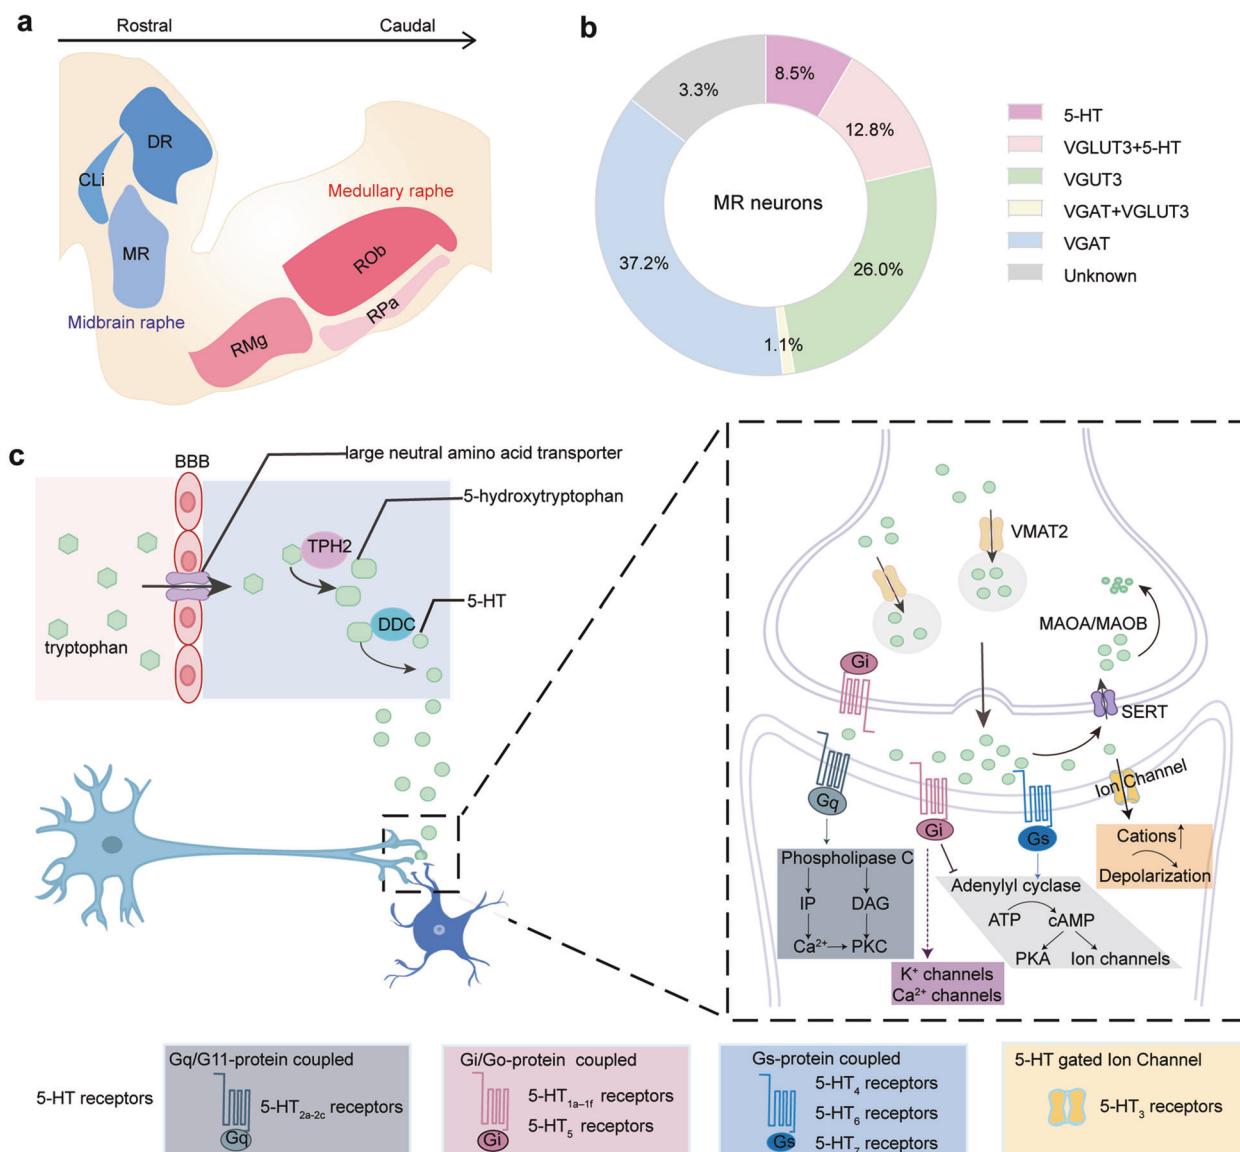 a
Rostral
Caudal
DR
CLi
MR
Midbrain raphe
Medullary raphe
ROb
RPa
RMg
b
8.5%
12.8%
26.0%
1.1%
37.2%
3.3%
MR neurons
5-HT
VGLUT3+5-HT
VGUT3
VGAT+VGLUT3
VGAT
Unknown
c
BBB
large neutral amino acid transporter
5-hydroxytryptophan
TPH2
5-HT
DDC
tryptophan
VMAT2
MAOA/MAOB
Gi
SERT
Ion Channel
Gq
Gi
Gs
Cations
Depolarization
Phospholipase C
IP
DAG
Ca²⁺
PKC
Adenylyl cyclase
ATP
cAMP
PKA
Ion channels
K⁺ channels
Ca²⁺ channels
5-HT receptors
Gq/G11-protein coupled
5-HT₂ₐ-₂c receptors
Gq
Gi/Go-protein coupled
5-HT₁ₐ–₁f receptors
5-HT₅ receptors
Gi
Gs-protein coupled
5-HT₄ receptors
5-HT₆ receptors
5-HT₇ receptors
Gs
5-HT gated Ion Channel
5-HT₃ receptors